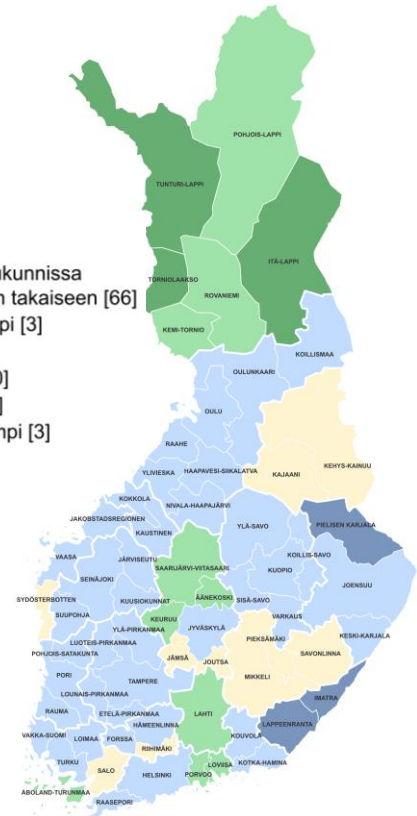 ukunnissa
n takaiseen [66]
pi [3]
0]
]
mpi [3]
POHJOIS-LAPPI
TUNTURI-LAPPI
ITÄ-LAPPI
TORNIOLAAKSO
ROVANIEMI
KEMI-TORNIO
KOILLISMAA
OULUNKAARI
OULU
RAAHE
KEHYS-KAINUU
HAAPAVESI-SIIKALATVA
KAJAANI
YLIVIESKA
KOKKOLA
NIVALA-HAAPAJÄRVI
PIELISEN KARJALA
JAKOBSTADSREGIONEN
YLÄ-SAVO
KAUSTINEN
VAASA
JÄRVISEUTU
KOILLIS-SAVO
SAARIJÄRVI-VIITASAARI
KUOPIO
JOENSUU
SEINÄJOKI
ÄÄNEKOSKI
SYDÖSTERBOTTEN
KUUSIOKUNNAT
SISÄ-SAVO
KEURUU
SUUPOHJA
VARKAUS
YLÄ-PIRKANMAA
JYVÄSKYLÄ
KESKI-KARJALA
LUOTEIS-PIRKANMAA
PIEKSÄMÄKI
POHJOIS-SATAKUNTA
JÄMSÄ
JOUTSA
SAVONLINNA
PORI
TAMPERE
MIKKELI
LOUNAIS-PIRKANMAA
IMATRA
RAUMA
ETELÄ-PIRKANMAA
LAHTI
HÄMEENLINNA
LAPPEENRANTA
VAKKA-SUOMI
LOIMAA
FORSSA
KOUVOLA
RIIHIMÄKI
TURKU
SALO
LOVIISA
KOTKA-HAMINA
HELSINKI
PORVOO
ÅBOLAND-TURUNMAA
RAASEPORI